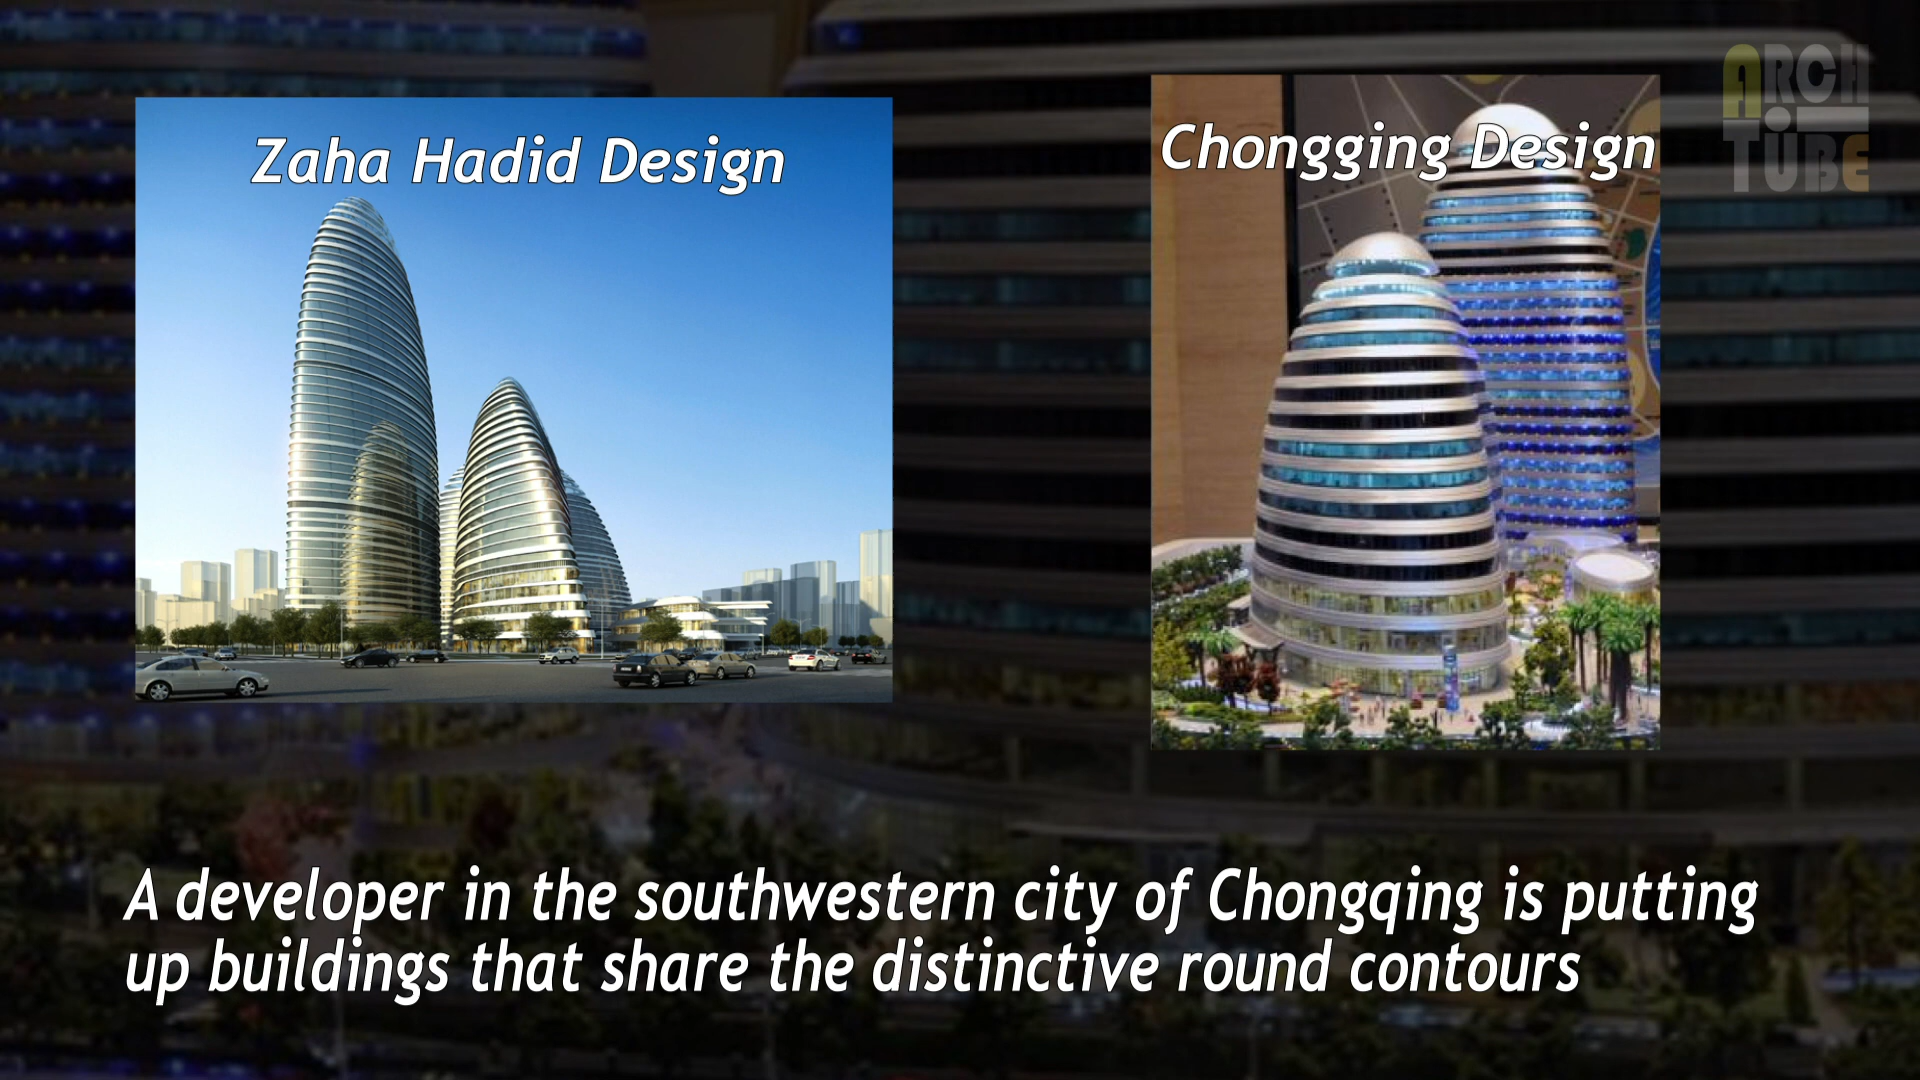 Zaha Hadid Design
Chongging Design
ARCH
TUBE
A developer in the southwestern city of Chongqing is putting
up buildings that share the distinctive round contours